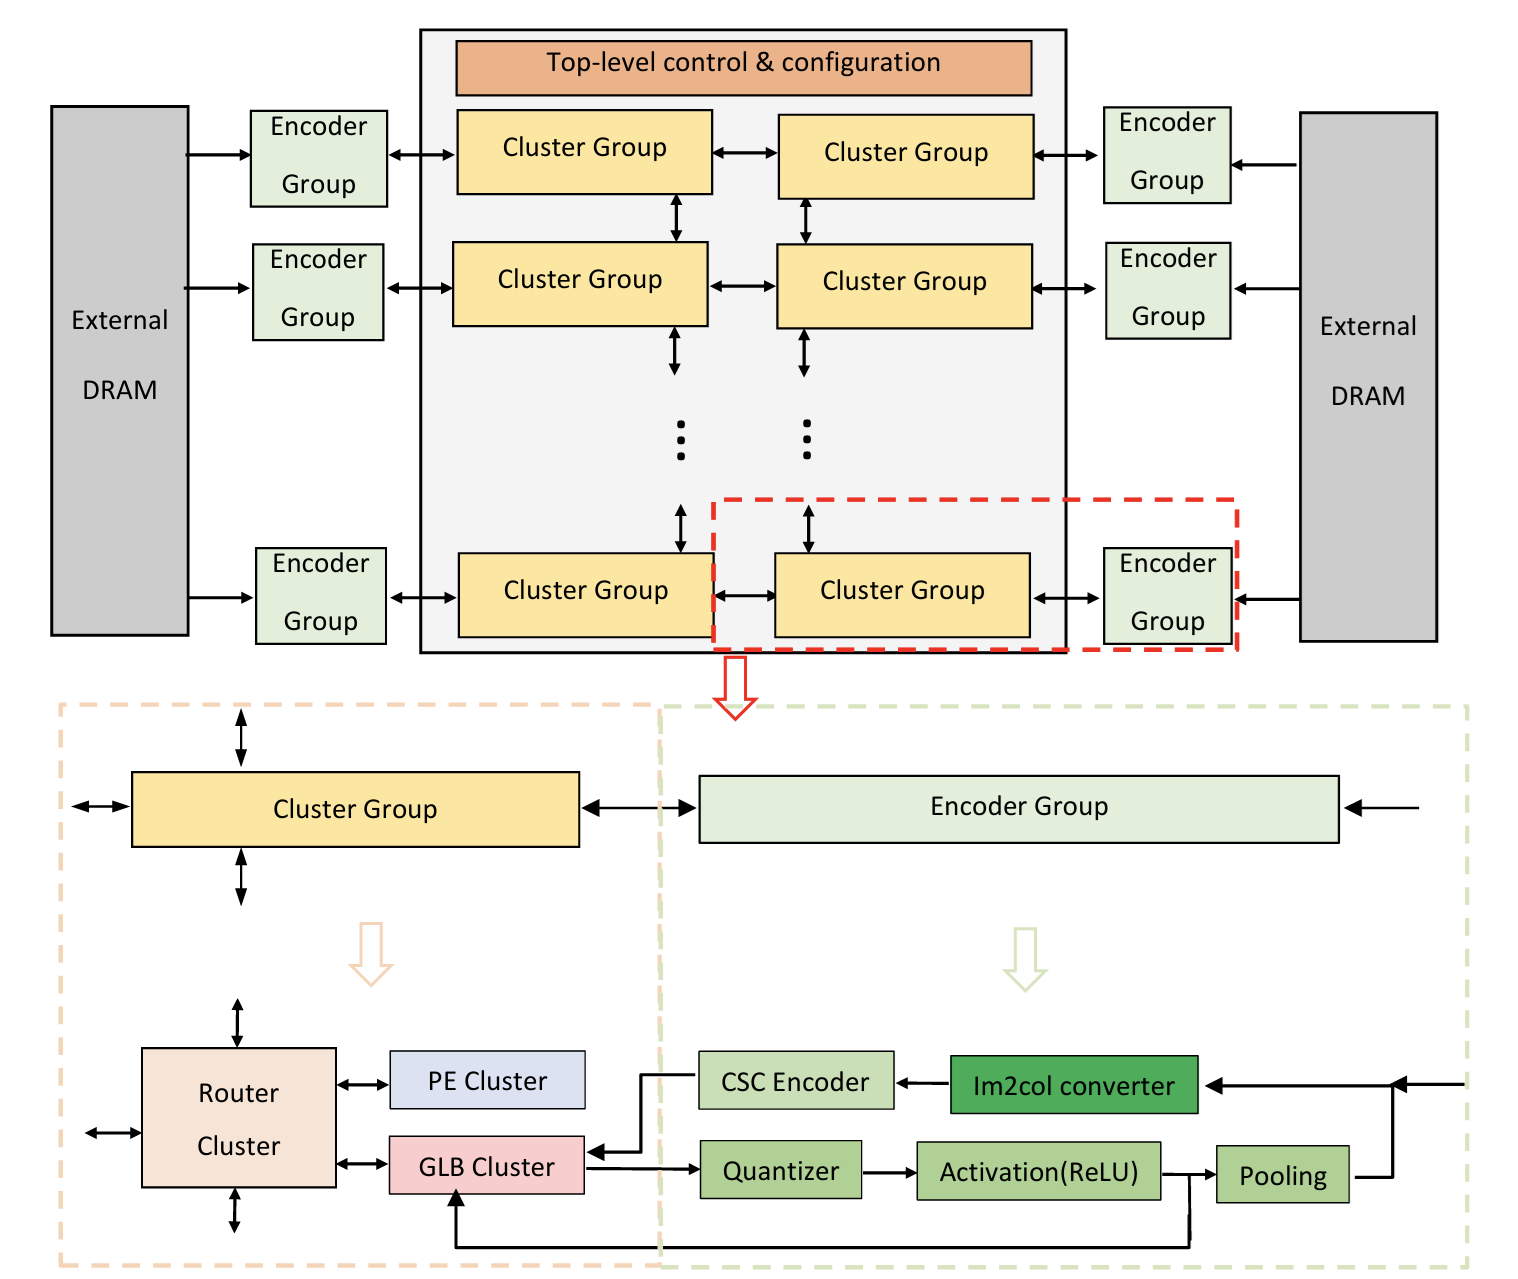 Top-level control & configuration
Encoder
Group
Cluster Group
Cluster Group
Encoder
Group
Encoder
Group
Cluster Group
Cluster Group
Encoder
Group
External
DRAM
External
DRAM
Encoder
Group
Cluster Group
Cluster Group
Encoder
Group
Cluster Group
Encoder Group
Router
Cluster
PE Cluster
CSC Encoder
Im2col converter
GLB Cluster
Quantizer
Activation(ReLU)
Pooling